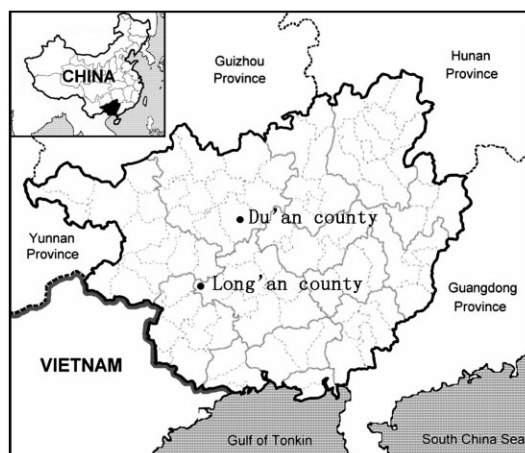 CHINA
Guizhou
Province
Hunan
Province
Du'an county
Yunnan
Province
Long'an county
Guangdong
Province
VIETNAM
Gulf of Tonkin
South China Sea